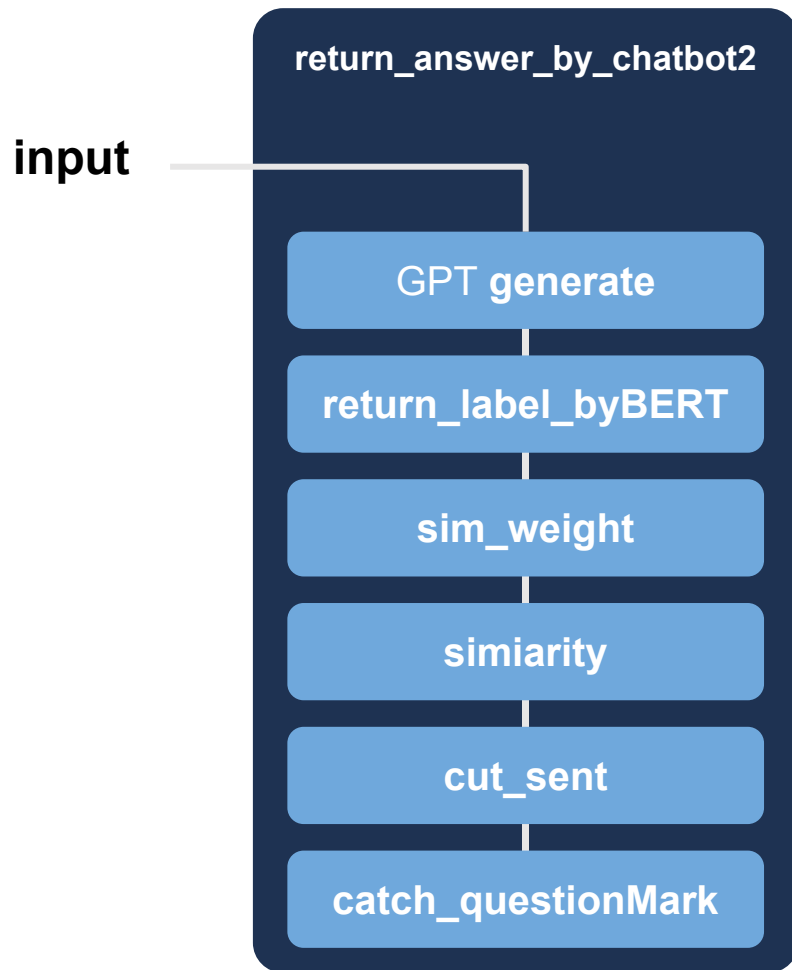 return_answer_by_chatbot2
input
GPT generate
return_label_byBERT
sim_weight
simiarity
cut_sent
catch_questionMark